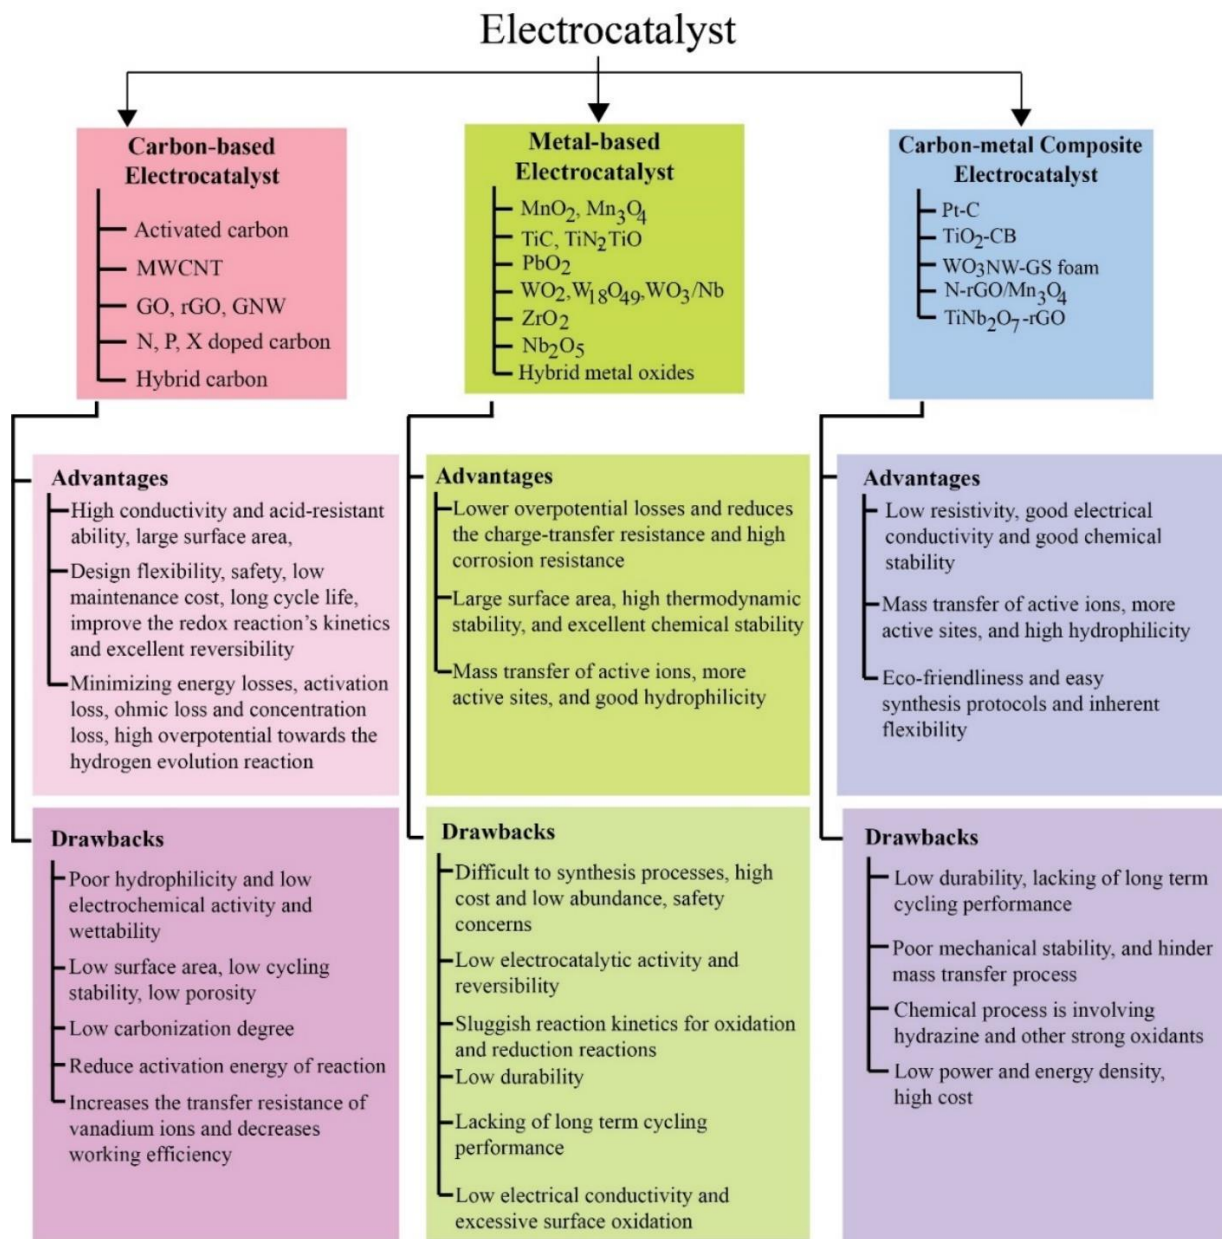 Electrocatalyst
Carbon-based
Electrocatalyst
Activated carbon
MWCNT
GO, rGO, GNW
N, P, X doped carbon
Hybrid carbon
Advantages
High conductivity and acid-resistant
ability, large surface area,
Design flexibility, safety, low
maintenance cost, long cycle life,
improve the redox reaction's kinetics
and excellent reversibility
Minimizing energy losses, activation
loss, ohmic loss and concentration
loss, high overpotential towards the
hydrogen evolution reaction
Drawbacks
Poor hydrophilicity and low
electrochemical activity and
wettability
Low surface area, low cycling
stability, low porosity
Low carbonization degree
Reduce activation energy of reaction
Increases the transfer resistance of
vanadium ions and decreases
working efficiency
Metal-based
Electrocatalyst
MnO₂, Mn₃O₄
TiC, TiN₂TiO
PbO₂
WO₂,W₁₈O₄₉,WO₃/Nb
ZrO₂
Nb₂O₅
Hybrid metal oxides
Advantages
Lower overpotential losses and reduces
the charge-transfer resistance and high
corrosion resistance
Large surface area, high thermodynamic
stability, and excellent chemical stability
Mass transfer of active ions, more
active sites, and good hydrophilicity
Drawbacks
Difficult to synthesis processes, high
cost and low abundance, safety
concerns
Low electrocatalytic activity and
reversibility
Sluggish reaction kinetics for oxidation
and reduction reactions
Low durability
Lacking of long term cycling
performance
Low electrical conductivity and
excessive surface oxidation
Carbon-metal Composite
Electrocatalyst
Pt-C
TiO₂-CB
WO₃NW-GS foam
N-rGO/Mn₃O₄
TiNb₂O₇-rGO
Advantages
Low resistivity, good electrical
conductivity and good chemical
stability
Mass transfer of active ions, more
active sites, and high hydrophilicity
Eco-friendliness and easy
synthesis protocols and inherent
flexibility
Drawbacks
Low durability, lacking of long term
cycling performance
Poor mechanical stability, and hinder
mass transfer process
Chemical process is involving
hydrazine and other strong oxidants
Low power and energy density,
high cost